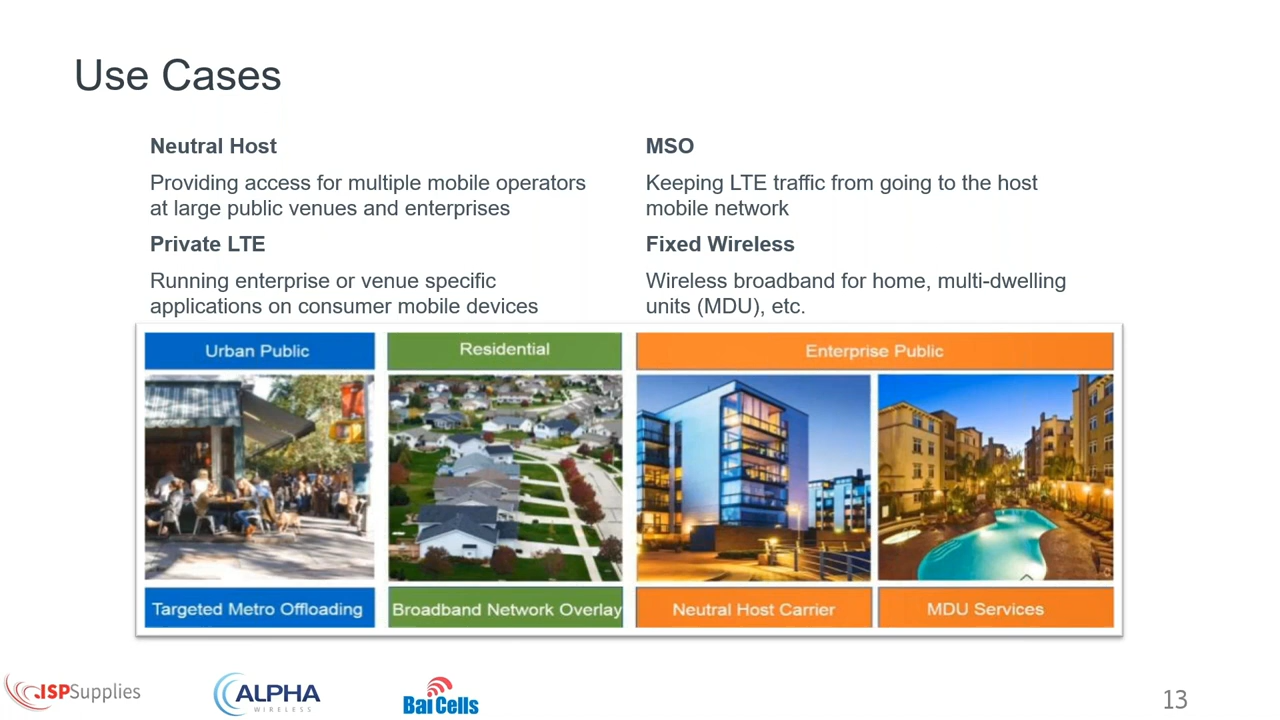 Use Cases
Neutral Host
Providing access for multiple mobile operators
at large public venues and enterprises
Private LTE
Running enterprise or venue specific
applications on consumer mobile devices
MSO
Keeping LTE traffic from going to the host
mobile network
Fixed Wireless
Wireless broadband for home, multi-dwelling
units (MDU), etc.
Urban Public
Residential
Enterprise Public
Targeted Metro Offloading
Broadband Network Overlay
Neutral Host Carrier
MDU Services
ISPSupplies
ALPHA
WIRELESS
BaiCells
13